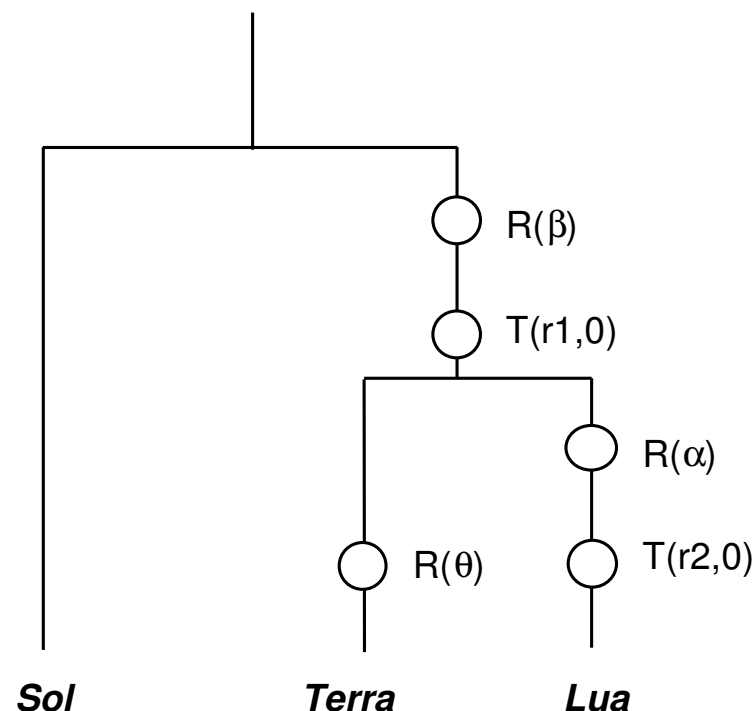 R(β)
T(r1,0)
R(α)
R(θ)
T(r2,0)
Sol
Terra
Lua